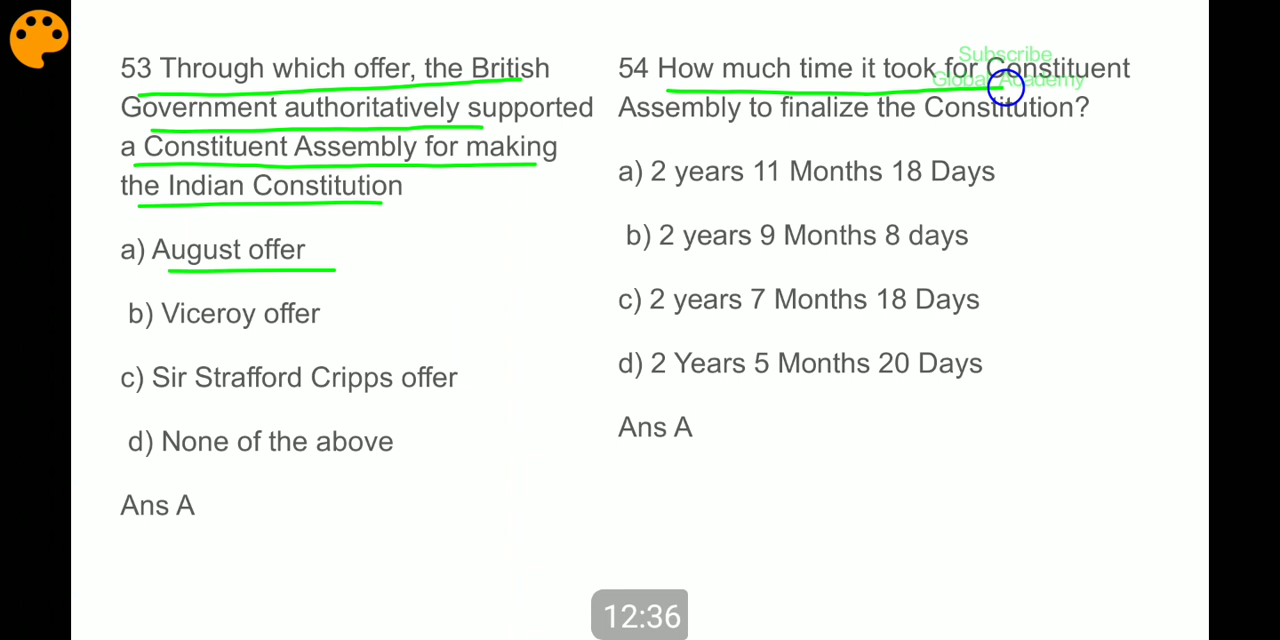 53 Through which offer, the British
Government authoritatively supported
a Constituent Assembly for making
the Indian Constitution
a) August offer
b) Viceroy offer
c) Sir Strafford Cripps offer
d) None of the above
Ans A
54 How much time it took for Constituent
Assembly to finalize the Constitution?
a) 2 years 11 Months 18 Days
b) 2 years 9 Months 8 days
c) 2 years 7 Months 18 Days
d) 2 Years 5 Months 20 Days
Ans A
Subscribe
Global Academy
12:36